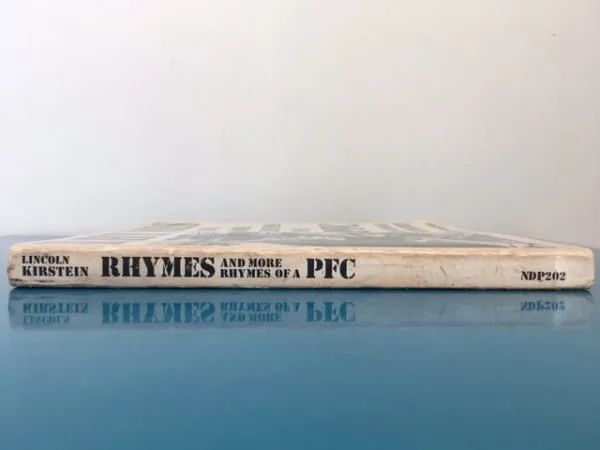 LINCOLN
KIRSTEIN
RHYMES
AND MORE
RHYMES OF A
PFC
NDP202